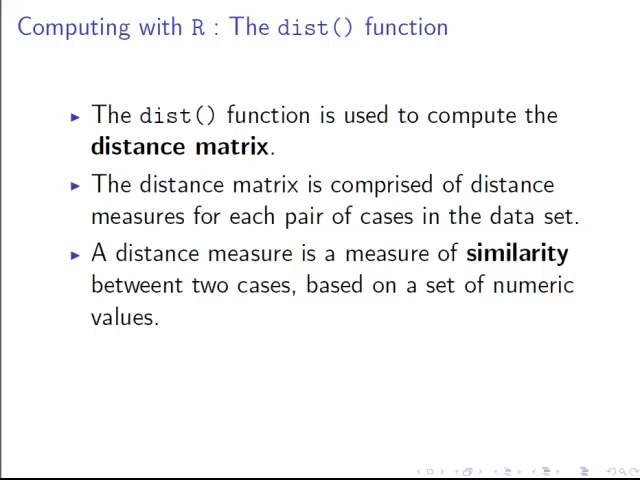 Computing with R : The dist() function
The dist() function is used to compute the
distance matrix.
The distance matrix is comprised of distance
measures for each pair of cases in the data set.
A distance measure is a measure of similarity
betweent two cases, based on a set of numeric
values.